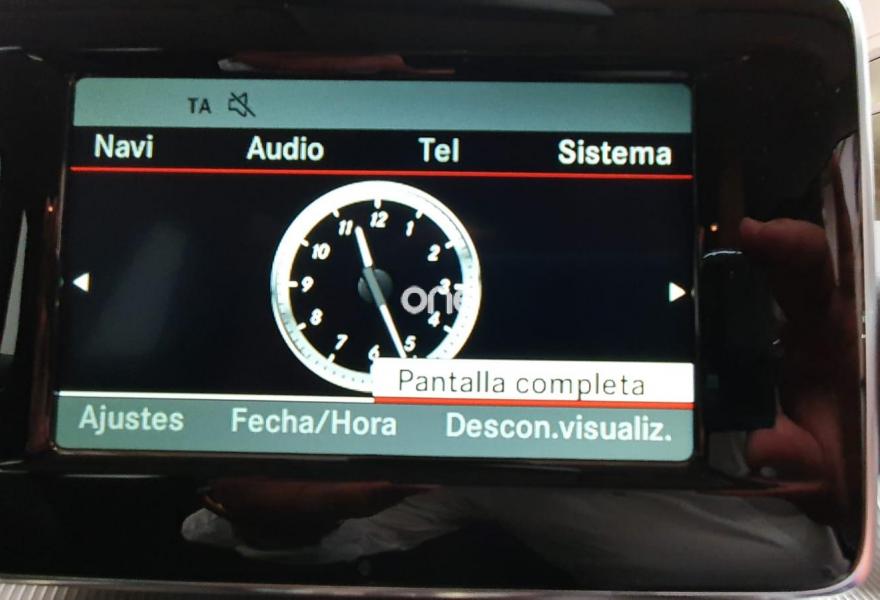 TA
Navi Audio Tel Sistema
12
11 1
10 2
9 3
8 4
7 5
6
Pantalla completa
Ajustes Fecha/Hora Descon.visualiz.